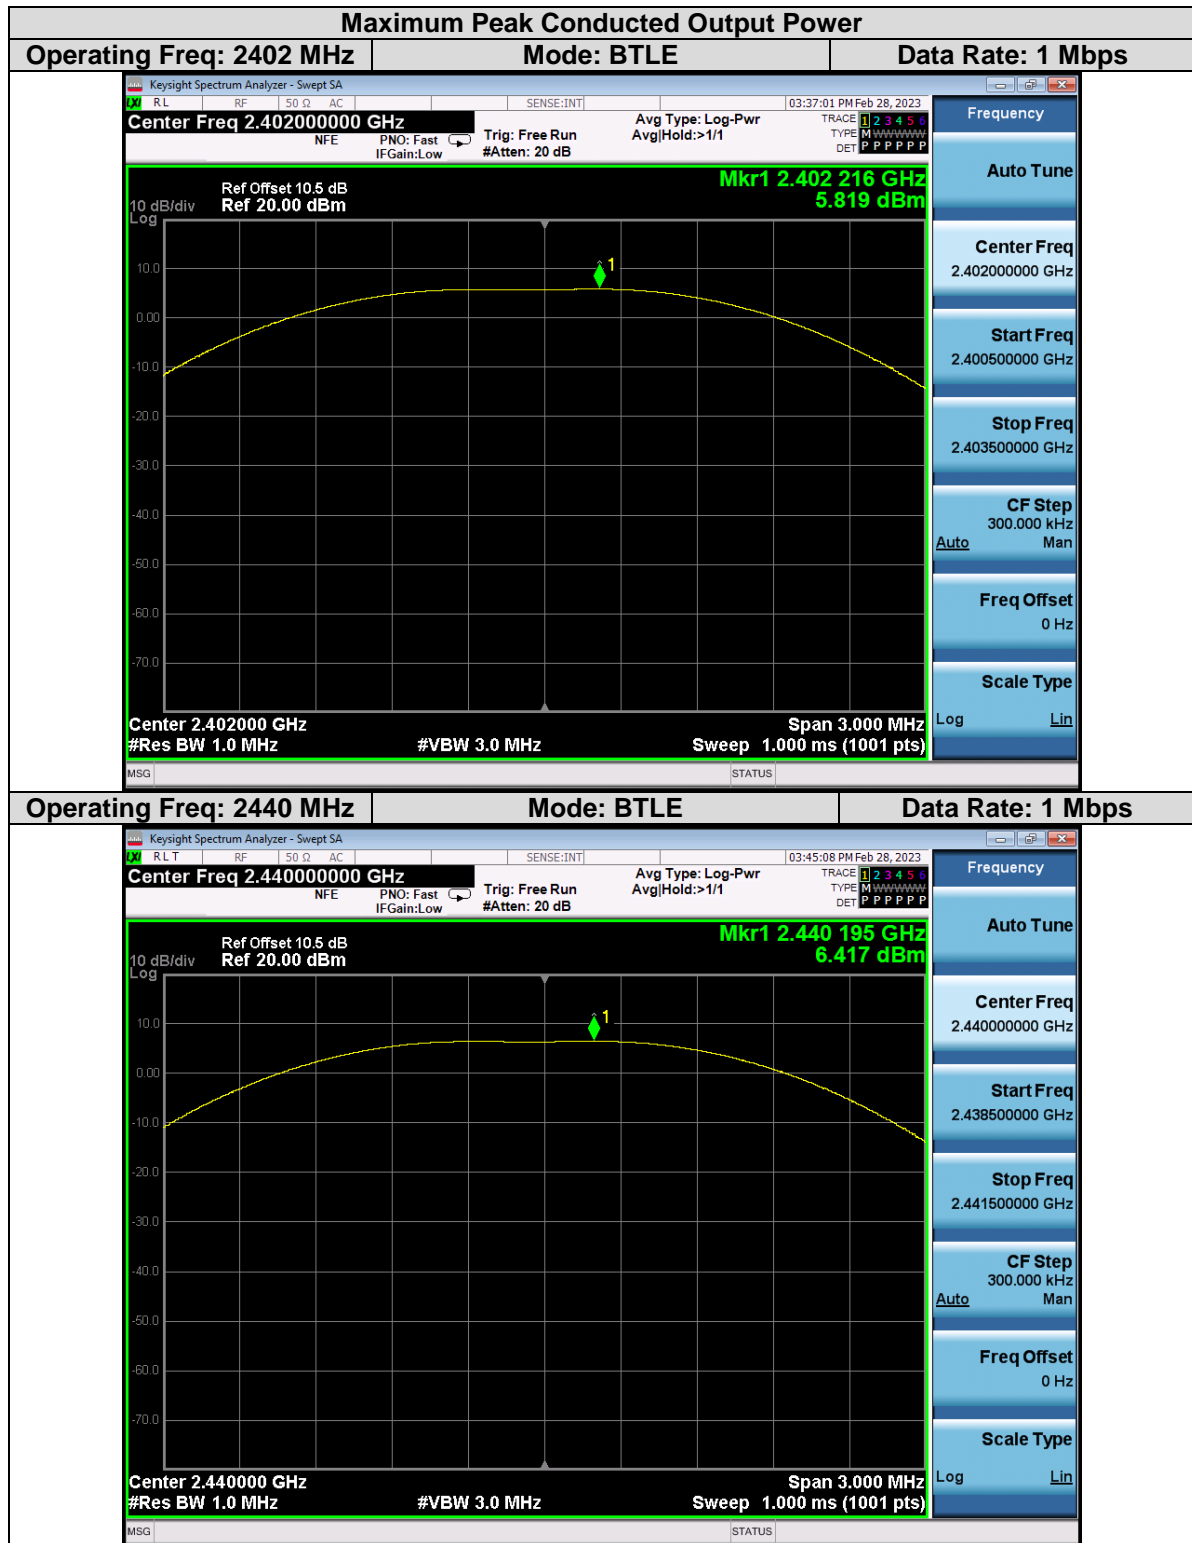 Maximum Peak Conducted Output Power
Operating Freq: 2402 MHz Mode: BTLE Data Rate: 1 Mbps
Keysight Spectrum Analyzer - Swept SA
LXI RL RF 50 Ω AC SENSE:INT 03:37:01 PM Feb 28, 2023
Center Freq 2.402000000 GHz
NFE
PNO: Fast
IFGain:Low
Trig: Free Run
#Atten: 20 dB
Avg Type: Log-Pwr
Avg|Hold:>1/1
TRACE 1 2 3 4 5 6
TYPE M WWWWW
DET P P P P P P
Ref Offset 10.5 dB
Ref 20.00 dBm
10 dB/div
Log
Mkr1 2.402 216 GHz
5.819 dBm
1
10.0
0.00
-10.0
-20.0
-30.0
-40.0
-50.0
-60.0
-70.0
Center 2.402000 GHz Span 3.000 MHz
#Res BW 1.0 MHz #VBW 3.0 MHz Sweep 1.000 ms (1001 pts)
MSG STATUS
Frequency
Auto Tune
Center Freq
2.402000000 GHz
Start Freq
2.400500000 GHz
Stop Freq
2.403500000 GHz
CF Step
300.000 kHz
Auto Man
Freq Offset
0 Hz
Scale Type
Log Lin
Operating Freq: 2440 MHz Mode: BTLE Data Rate: 1 Mbps
Keysight Spectrum Analyzer - Swept SA
LXI RLT RF 50 Ω AC SENSE:INT 03:45:08 PM Feb 28, 2023
Center Freq 2.440000000 GHz
NFE
PNO: Fast
IFGain:Low
Trig: Free Run
#Atten: 20 dB
Avg Type: Log-Pwr
Avg|Hold:>1/1
TRACE 1 2 3 4 5 6
TYPE M WWWWW
DET P P P P P P
Ref Offset 10.5 dB
Ref 20.00 dBm
10 dB/div
Log
Mkr1 2.440 195 GHz
6.417 dBm
1
10.0
0.00
-10.0
-20.0
-30.0
-40.0
-50.0
-60.0
-70.0
Center 2.440000 GHz Span 3.000 MHz
#Res BW 1.0 MHz #VBW 3.0 MHz Sweep 1.000 ms (1001 pts)
MSG STATUS
Frequency
Auto Tune
Center Freq
2.440000000 GHz
Start Freq
2.438500000 GHz
Stop Freq
2.441500000 GHz
CF Step
300.000 kHz
Auto Man
Freq Offset
0 Hz
Scale Type
Log Lin